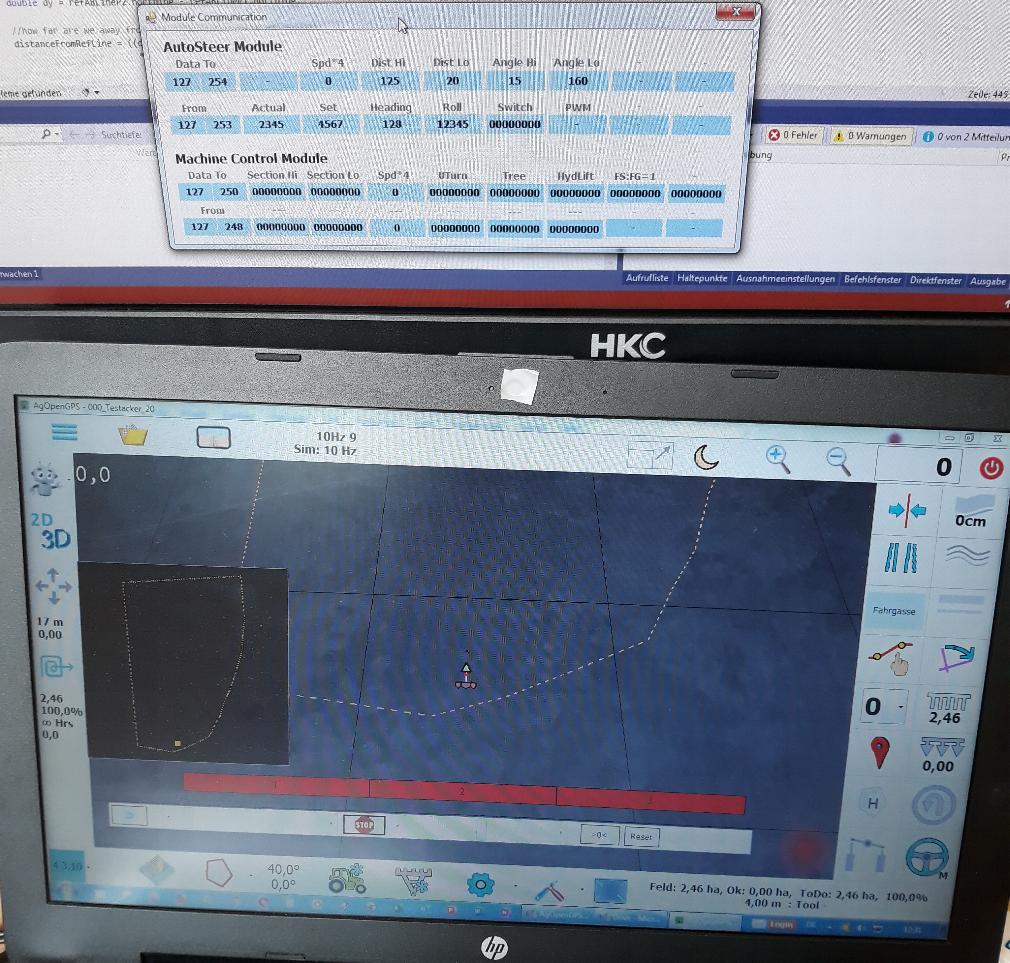 double dy =
//how far are we away
distanceFromRefLine = ((d
Module Communication
AutoSteer Module
Data To Spd*4 Dist Hi Dist Lo Angle Hi Angle Lo -
127 254 - 0 125 20 15 160 - -
From Actual Set Heading Roll Switch PWM -
127 253 2345 4567 128 12345 00000000 - - -
Machine Control Module
Data To Section Hi Section Lo Spd*4 UTurn Tree HydLift FS:FG=1 -
127 250 00000000 00000000 0 00000000 00000000 00000000 00000000 00000000
From --- --- --- --- ---
127 248 00000000 00000000 0 00000000 00000000 00000000 - -
leme gefunden
Zeile: 445
Suchtiefe:
0 Fehler 0 Warnungen 0 von 2 Mitteilun
bung
rwachen 1
Aufrufliste Haltepunkte Ausnahmeeinstellungen Befehlsfenster Direktfenster Ausgabe
HKC
AgOpenGPS - 000_Testacker_20
10Hz 9
Sim: 10 Hz
0
0,0
2D
3D
0cm
17 m
0,00
Fahrgasse
2,46
100,0%
∞ Hrs
0,0
0
2,46
0,00
H
1 2 3
STOP
>0<
Reset
4.3.10
40,0°
0,0°
M
Feld: 2,46 ha, Ok: 0,00 ha, ToDo: 2,46 ha, 100,0%
4,00 m : Tool
AgOpenGPS
Login
DE
hp